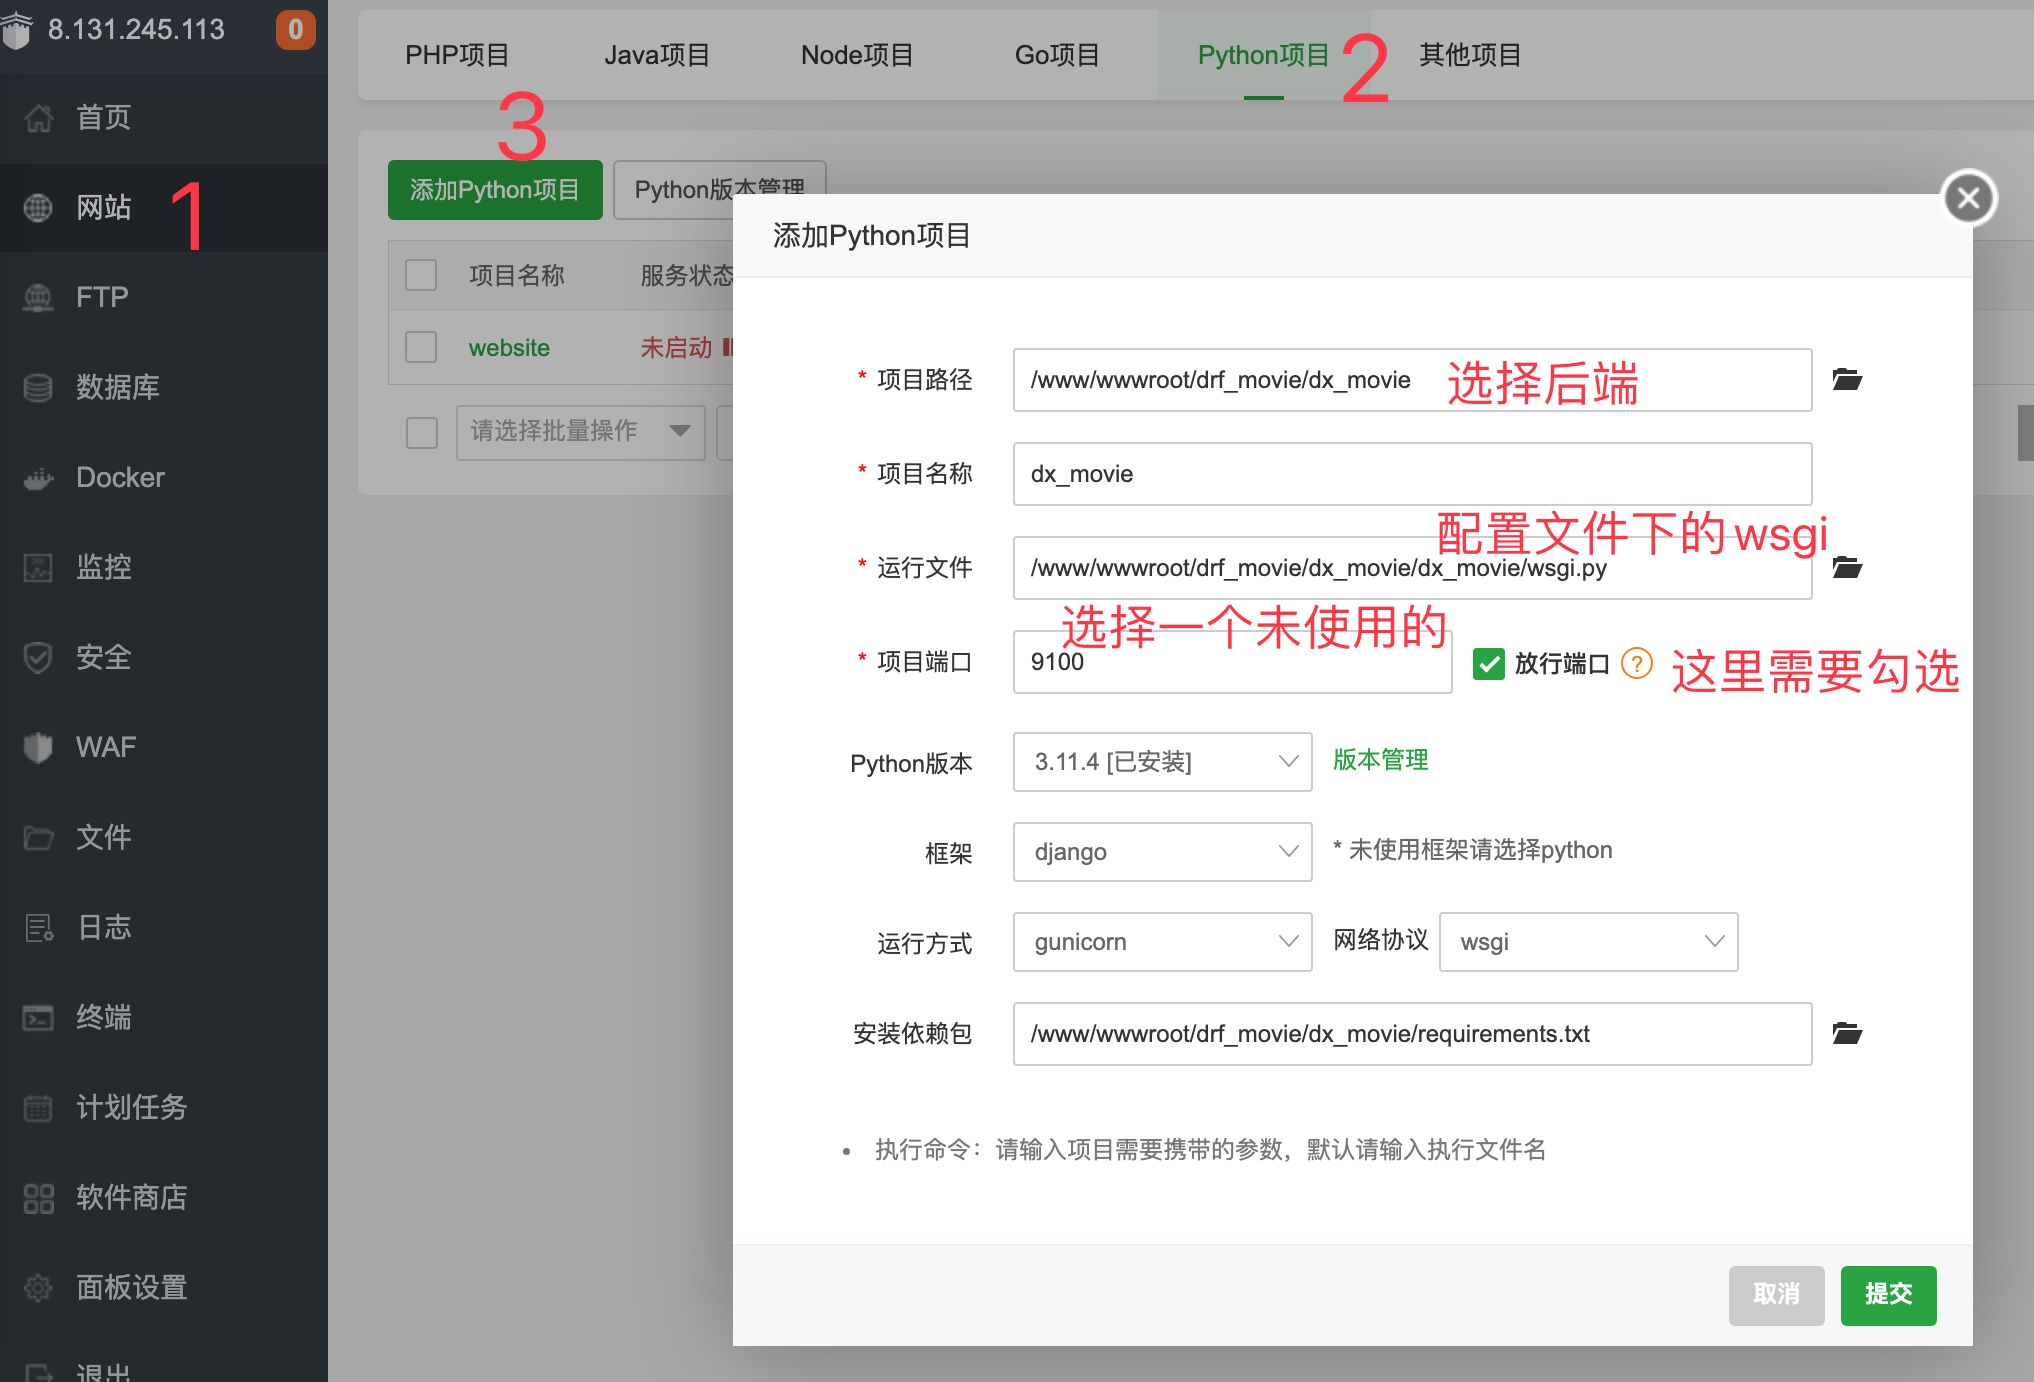 8.131.245.113
0
首页
网站
1
FTP
数据库
Docker
监控
安全
WAF
文件
日志
终端
计划任务
软件商店
面板设置
退出
PHP项目
Java项目
Node项目
Go项目
Python项目
2
其他项目
3
添加Python项目
Python版本管理
项目名称
服务状态
website
未启动
请选择批量操作
添加Python项目
* 项目路径
/www/wwwroot/drf_movie/dx_movie
选择后端
* 项目名称
dx_movie
配置文件下的wsgi
* 运行文件
/www/wwwroot/drf_movie/dx_movie/dx_movie/wsgi.py
选择一个未使用的
* 项目端口
9100
放行端口
?
这里需要勾选
Python版本
3.11.4 [已安装]
版本管理
框架
django
* 未使用框架请选择python
运行方式
gunicorn
网络协议
wsgi
安装依赖包
/www/wwwroot/drf_movie/dx_movie/requirements.txt
• 执行命令：请输入项目需要携带的参数，默认请输入执行文件名
取消
提交